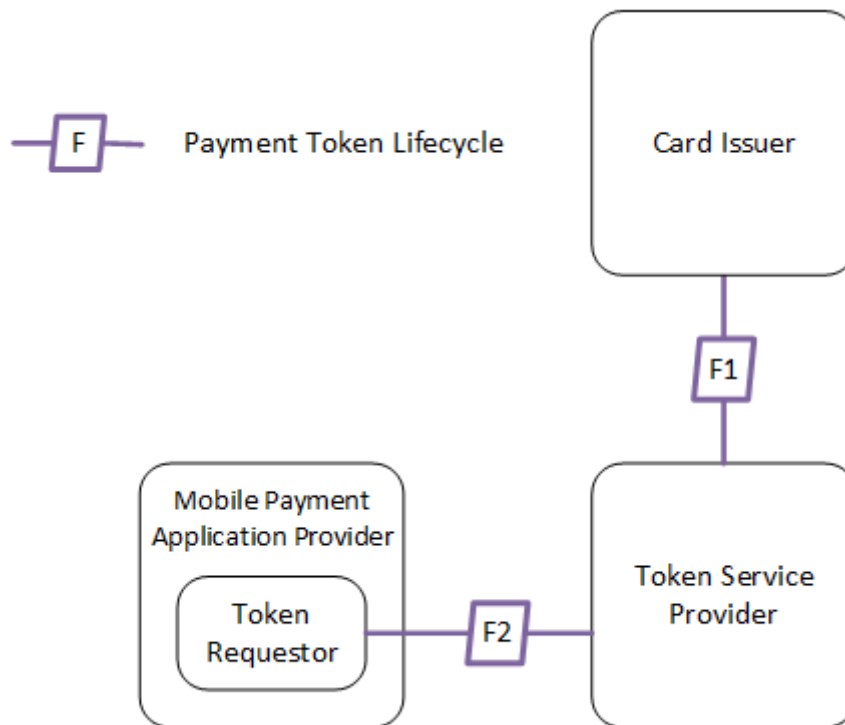 F
Payment Token Lifecycle
Card Issuer
F1
Mobile Payment
Application Provider
Token
Requestor
F2
Token Service
Provider